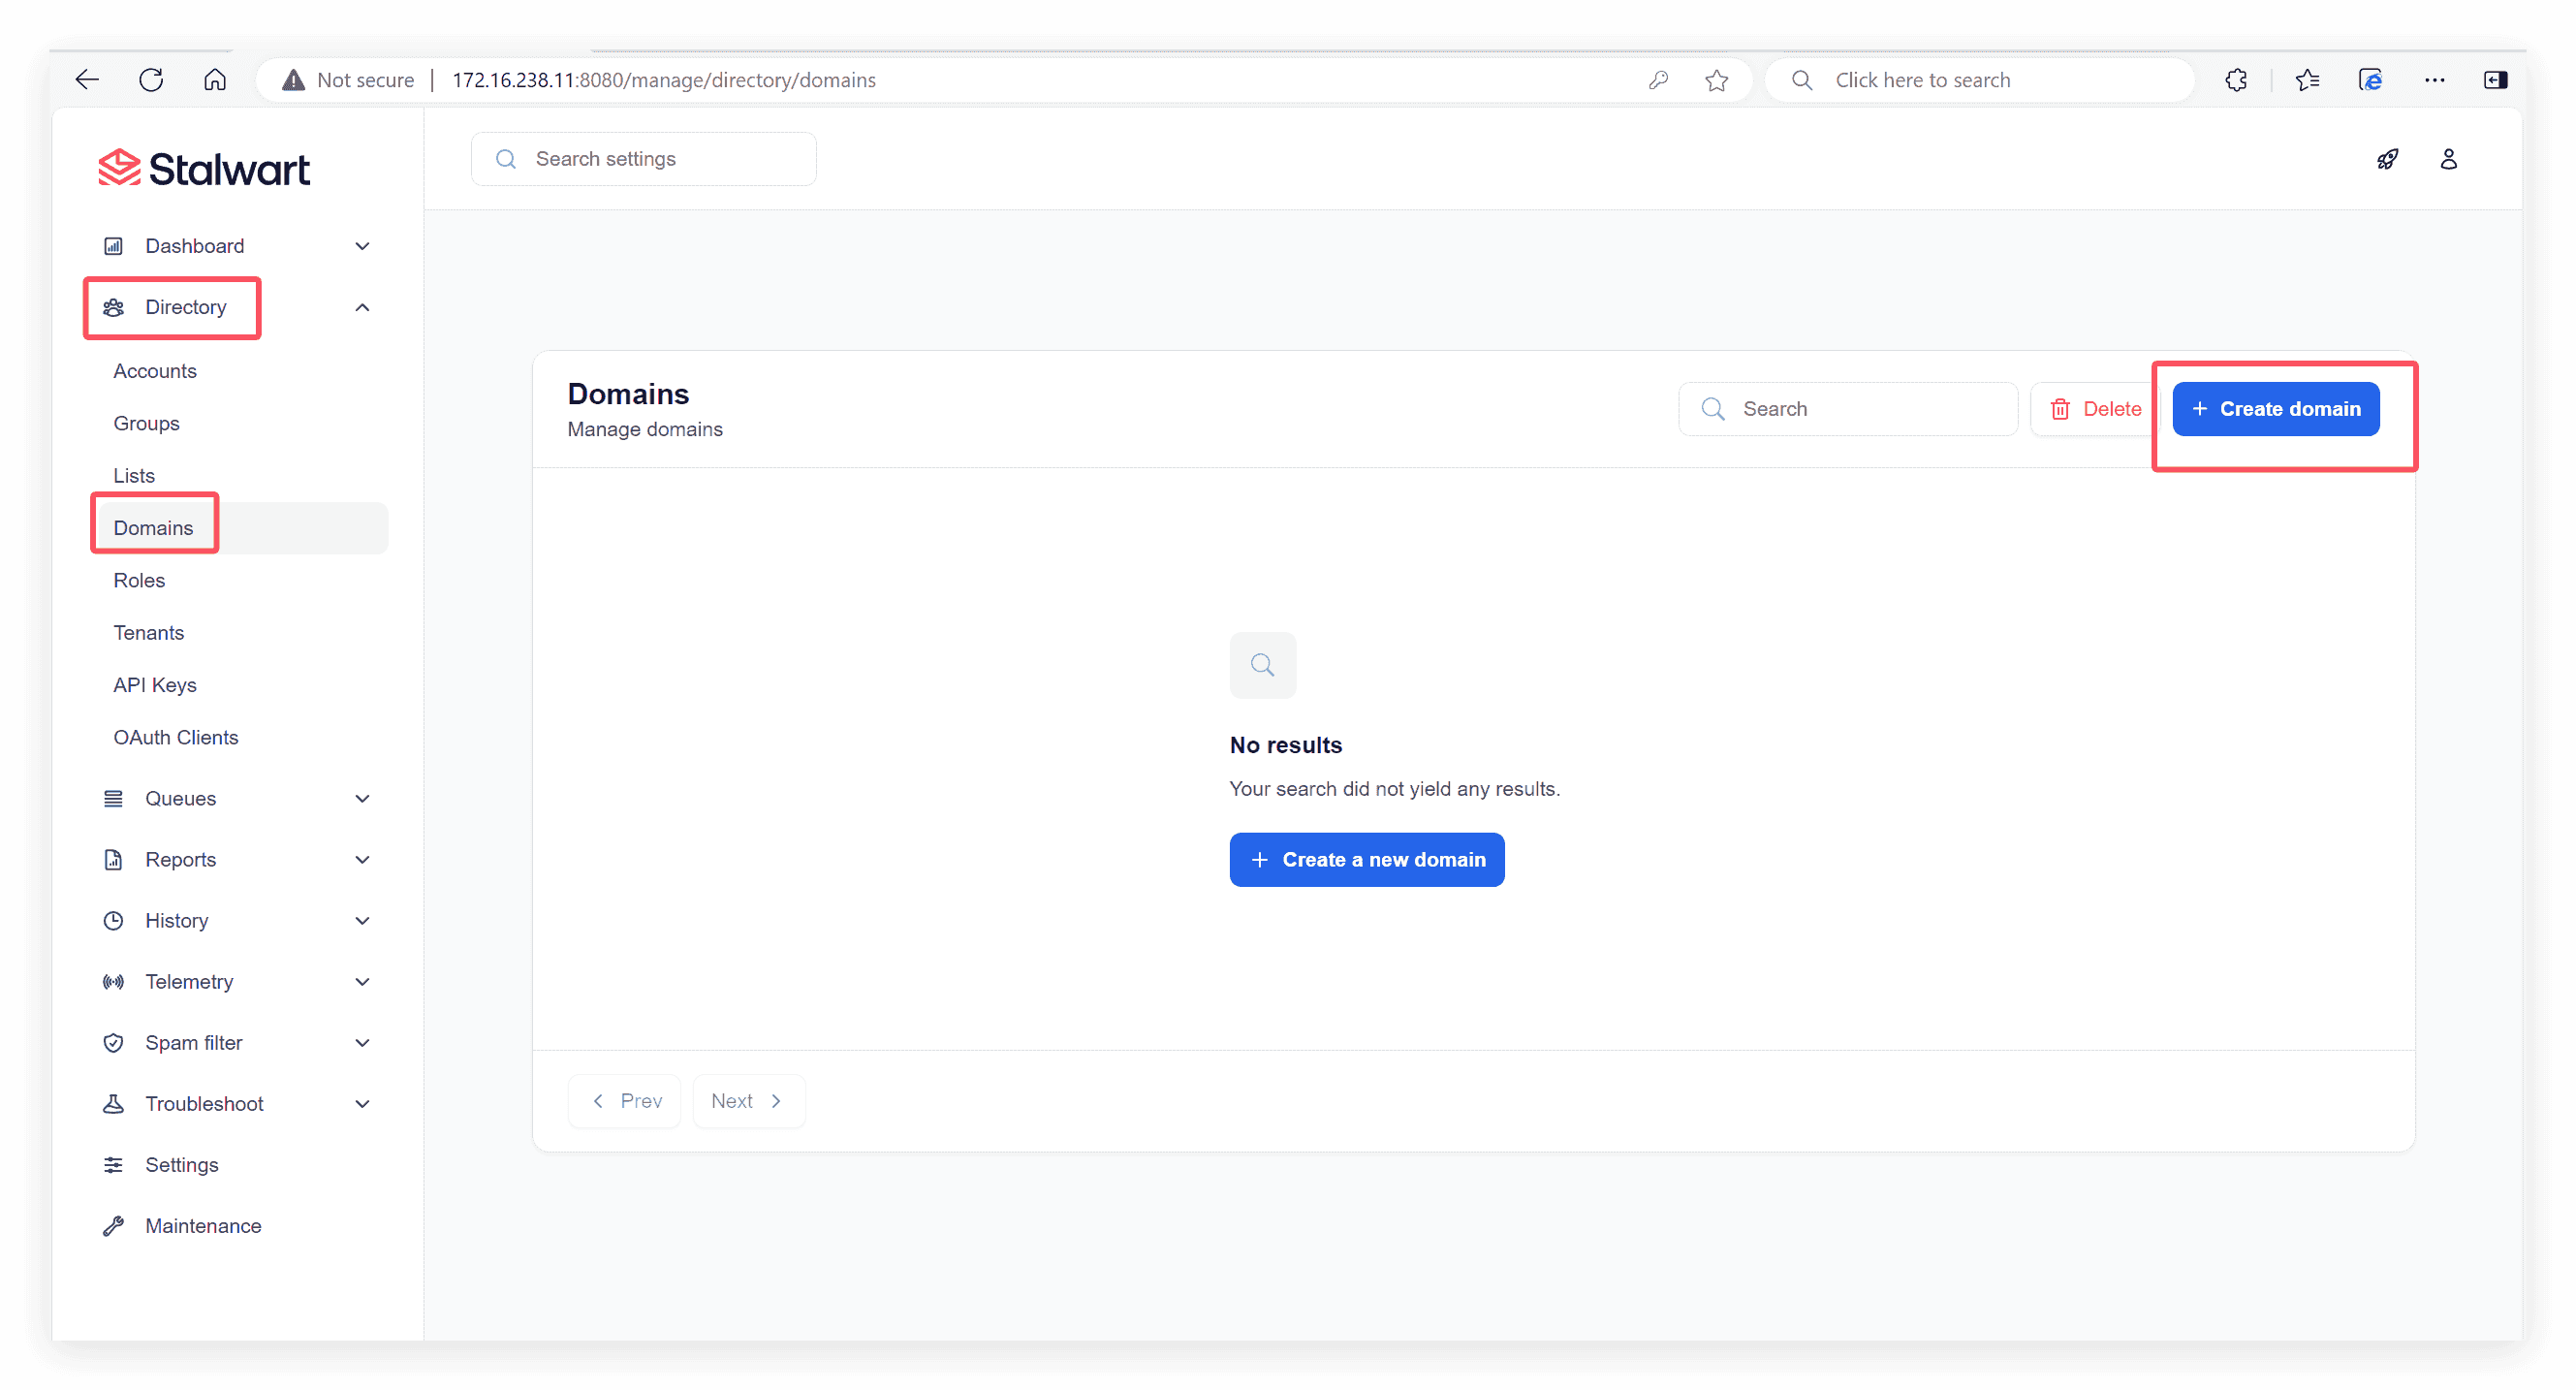 Not secure
172.16.238.11:8080/manage/directory/domains
Click here to search
Stalwart
Search settings
Dashboard
Directory
Accounts
Groups
Lists
Domains
Roles
Tenants
API Keys
OAuth Clients
Queues
Reports
History
Telemetry
Spam filter
Troubleshoot
Settings
Maintenance
Domains
Manage domains
Search
Delete
+ Create domain
No results
Your search did not yield any results.
+ Create a new domain
Prev
Next